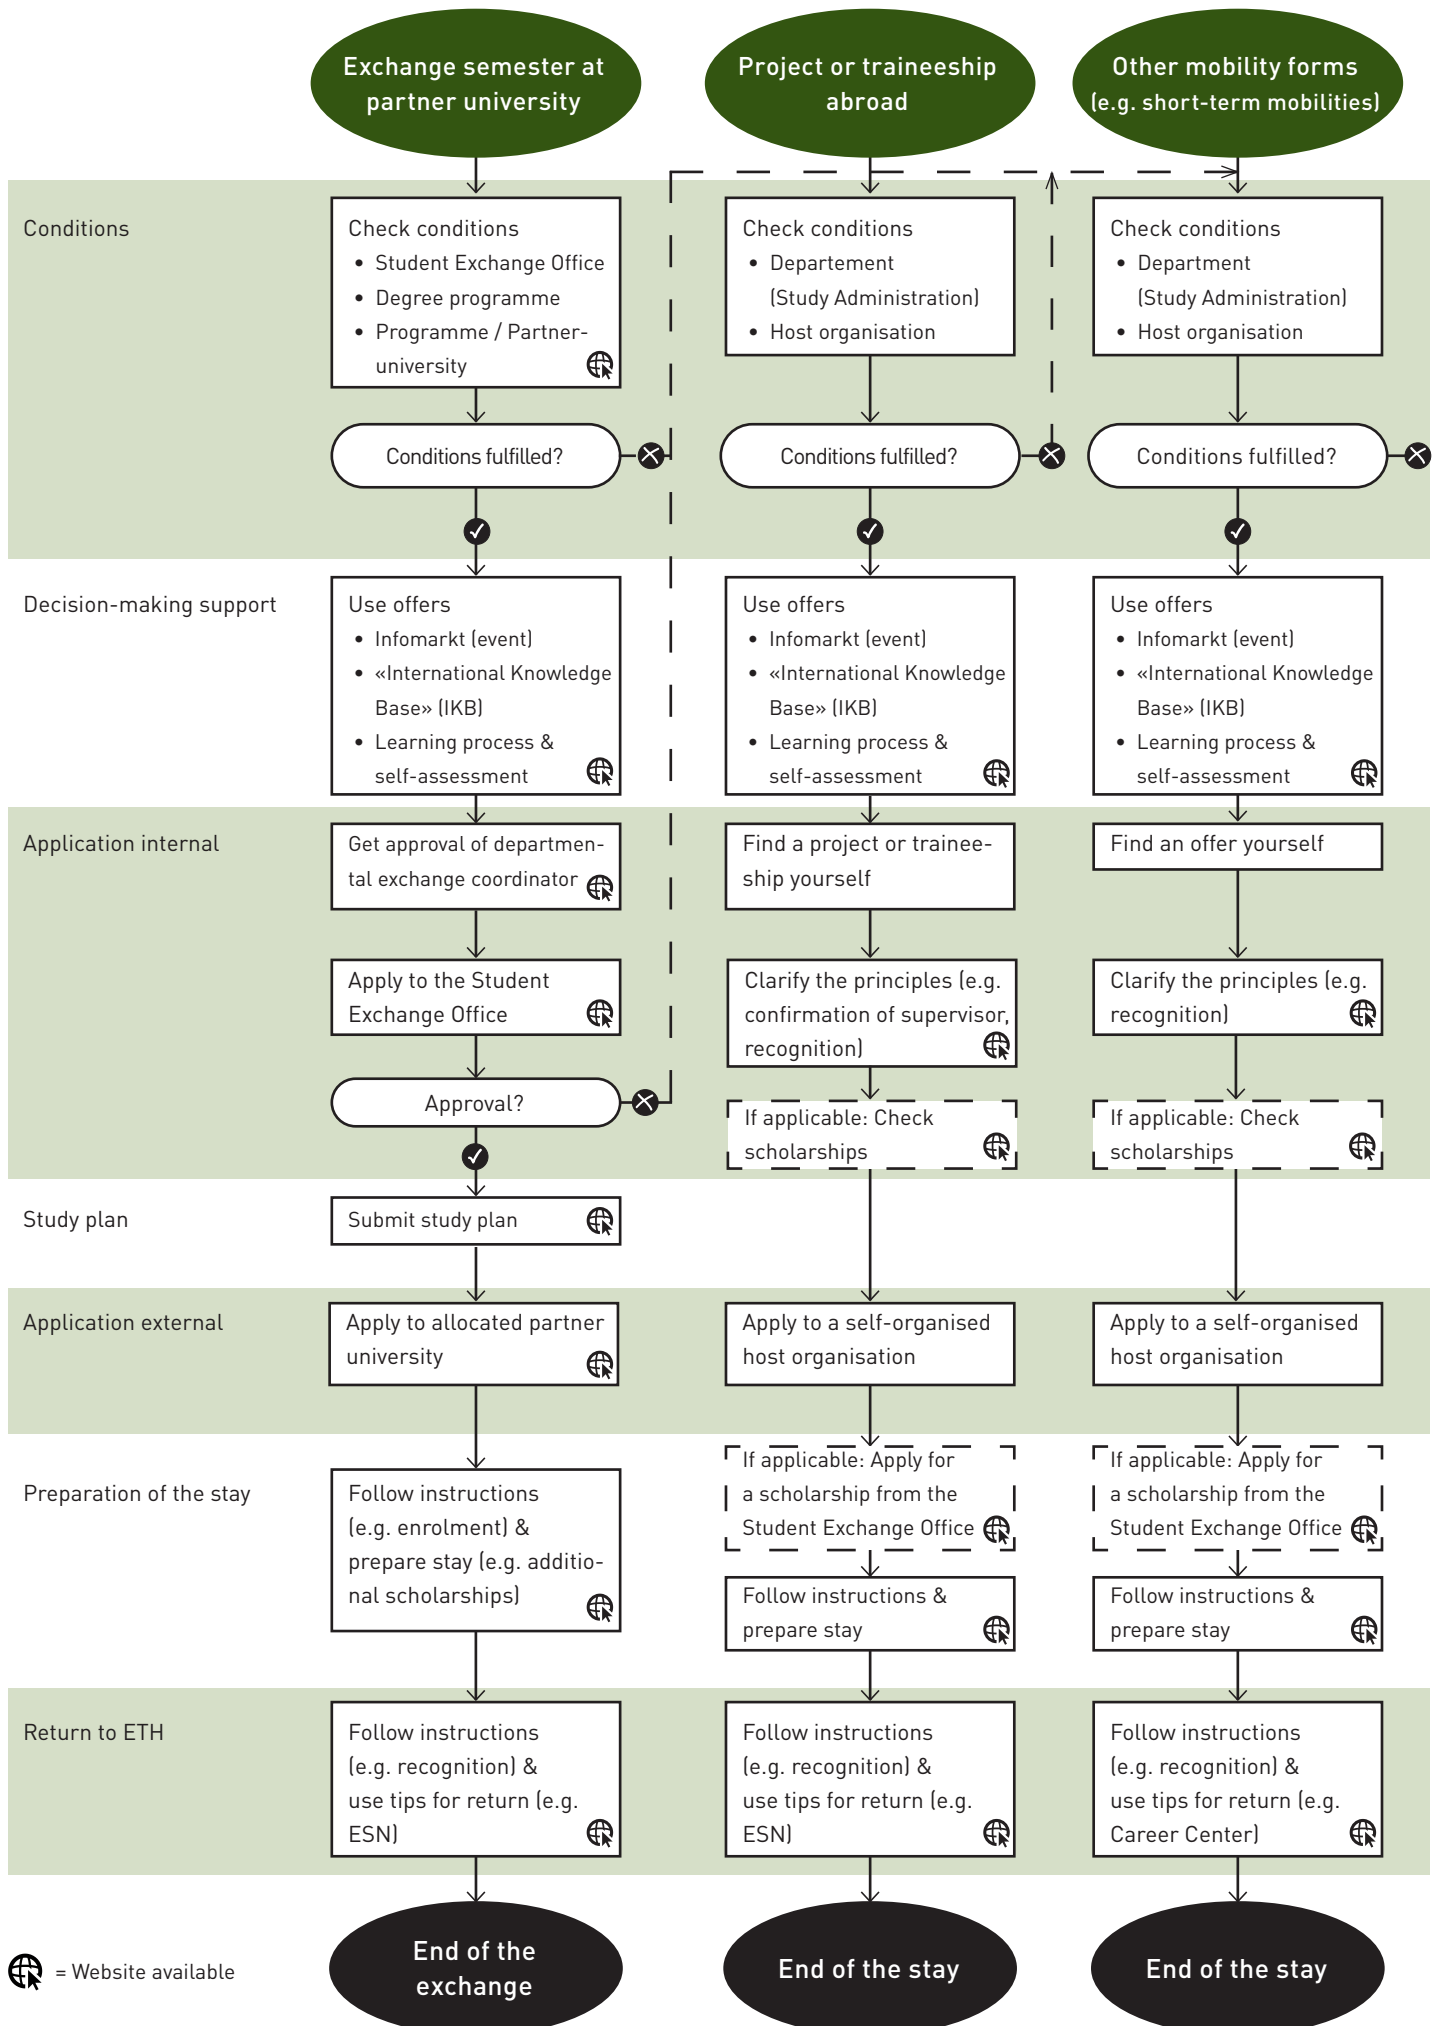 Exchange semester at
partner university
Project or traineeship
abroad
Other mobility forms
(e.g. short-term mobilities)
Conditions
Check conditions
• Student Exchange Office
• Degree programme
• Programme / Partner-
university
Check conditions
• Departement
(Study Administration)
• Host organisation
Check conditions
• Department
(Study Administration)
• Host organisation
Conditions fulfilled?
Conditions fulfilled?
Conditions fulfilled?
Decision-making support
Use offers
• Infomarkt (event)
• «International Knowledge
Base» (IKB)
• Learning process &
self-assessment
Use offers
• Infomarkt (event)
• «International Knowledge
Base» (IKB)
• Learning process &
self-assessment
Use offers
• Infomarkt (event)
• «International Knowledge
Base» (IKB)
• Learning process &
self-assessment
Application internal
Get approval of departmen-
tal exchange coordinator
Find a project or trainee-
ship yourself
Find an offer yourself
Apply to the Student
Exchange Office
Clarify the principles (e.g.
confirmation of supervisor,
recognition)
Clarify the principles (e.g.
recognition)
Approval?
If applicable: Check
scholarships
If applicable: Check
scholarships
Study plan
Submit study plan
Application external
Apply to allocated partner
university
Apply to a self-organised
host organisation
Apply to a self-organised
host organisation
Preparation of the stay
Follow instructions
(e.g. enrolment) &
prepare stay (e.g. additio-
nal scholarships)
If applicable: Apply for
a scholarship from the
Student Exchange Office
If applicable: Apply for
a scholarship from the
Student Exchange Office
Follow instructions &
prepare stay
Follow instructions &
prepare stay
Return to ETH
Follow instructions
(e.g. recognition) &
use tips for return (e.g.
ESN)
Follow instructions
(e.g. recognition) &
use tips for return (e.g.
ESN)
Follow instructions
(e.g. recognition) &
use tips for return (e.g.
Career Center)
End of the
exchange
End of the stay
End of the stay
= Website available